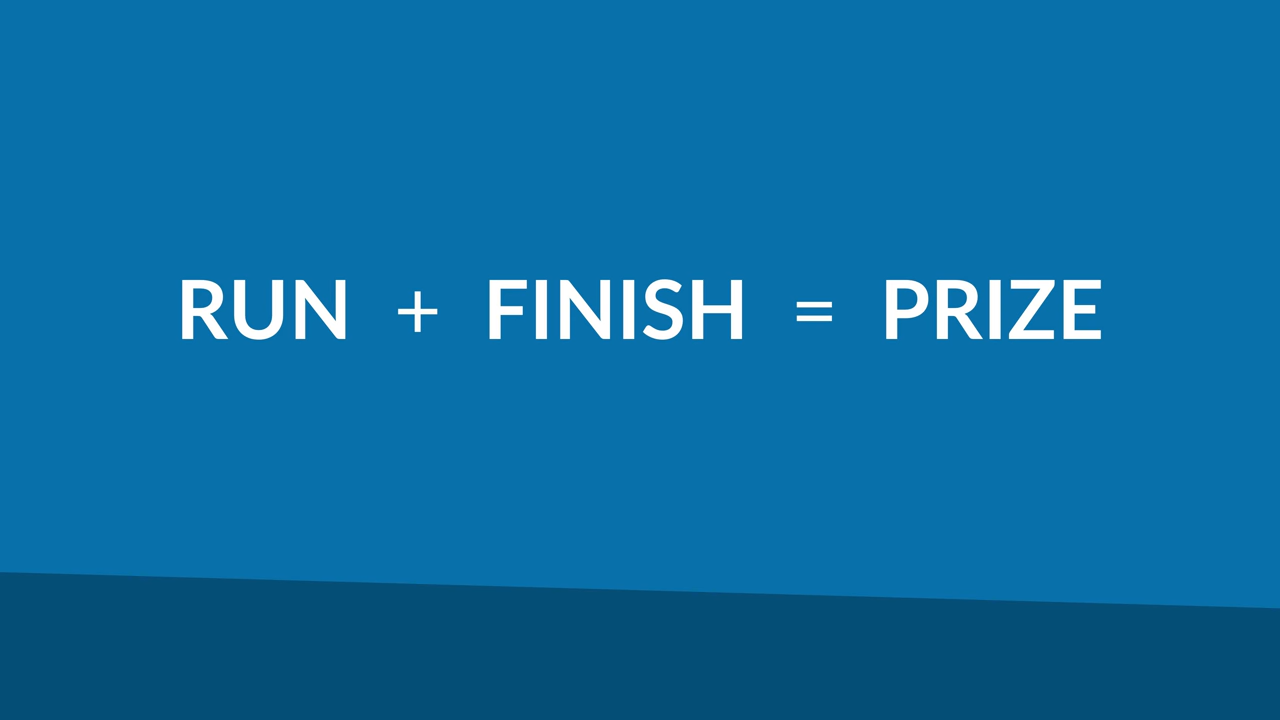 RUN + FINISH = PRIZE